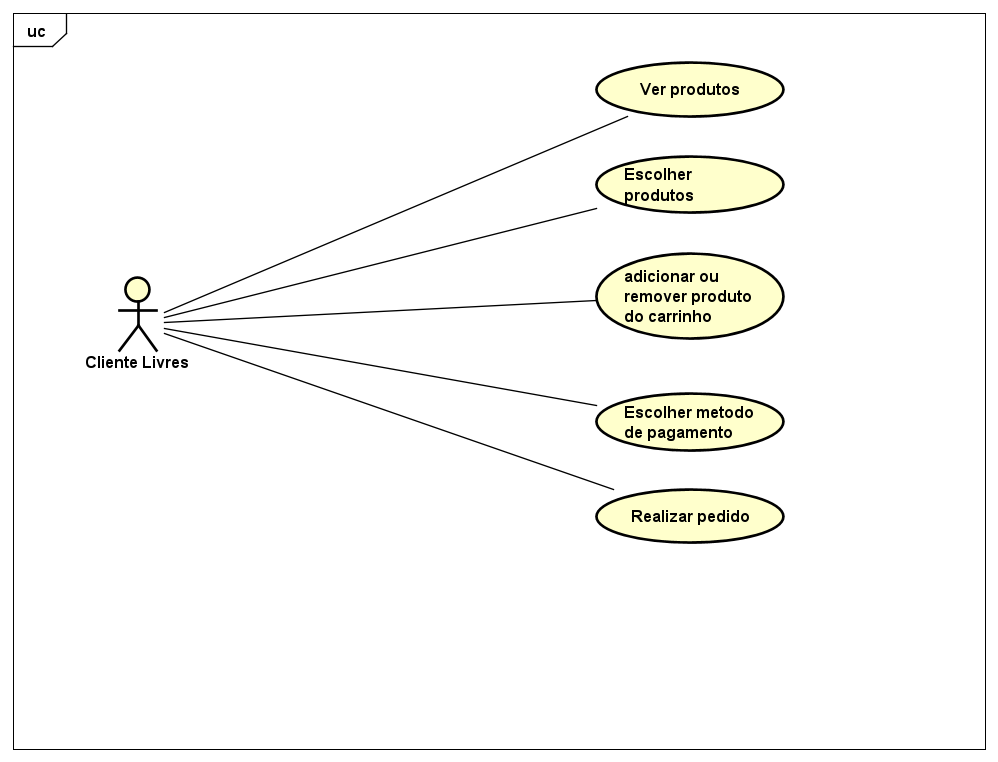 uc
Ver produtos
Escolher
produtos
adicionar ou
remover produto
do carrinho
Cliente Livres
Escolher metodo
de pagamento
Realizar pedido